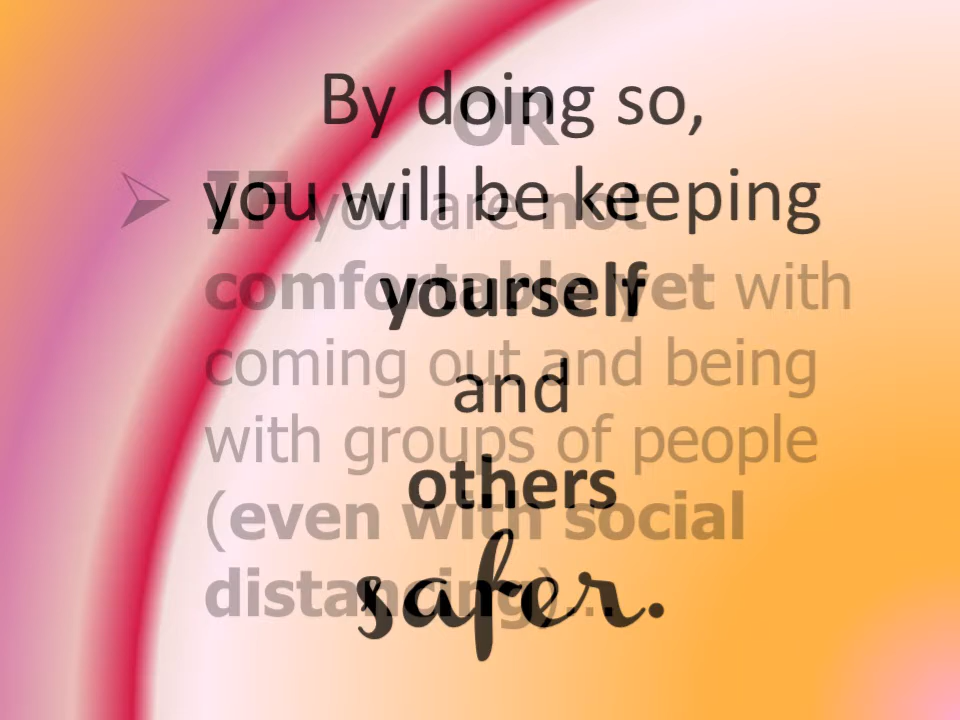 By doing so,
you will be keeping
yourself
and
others
safer.
OR
IF you are not
comfortable yet with
coming out and being
with groups of people
(even with social
distancing)...